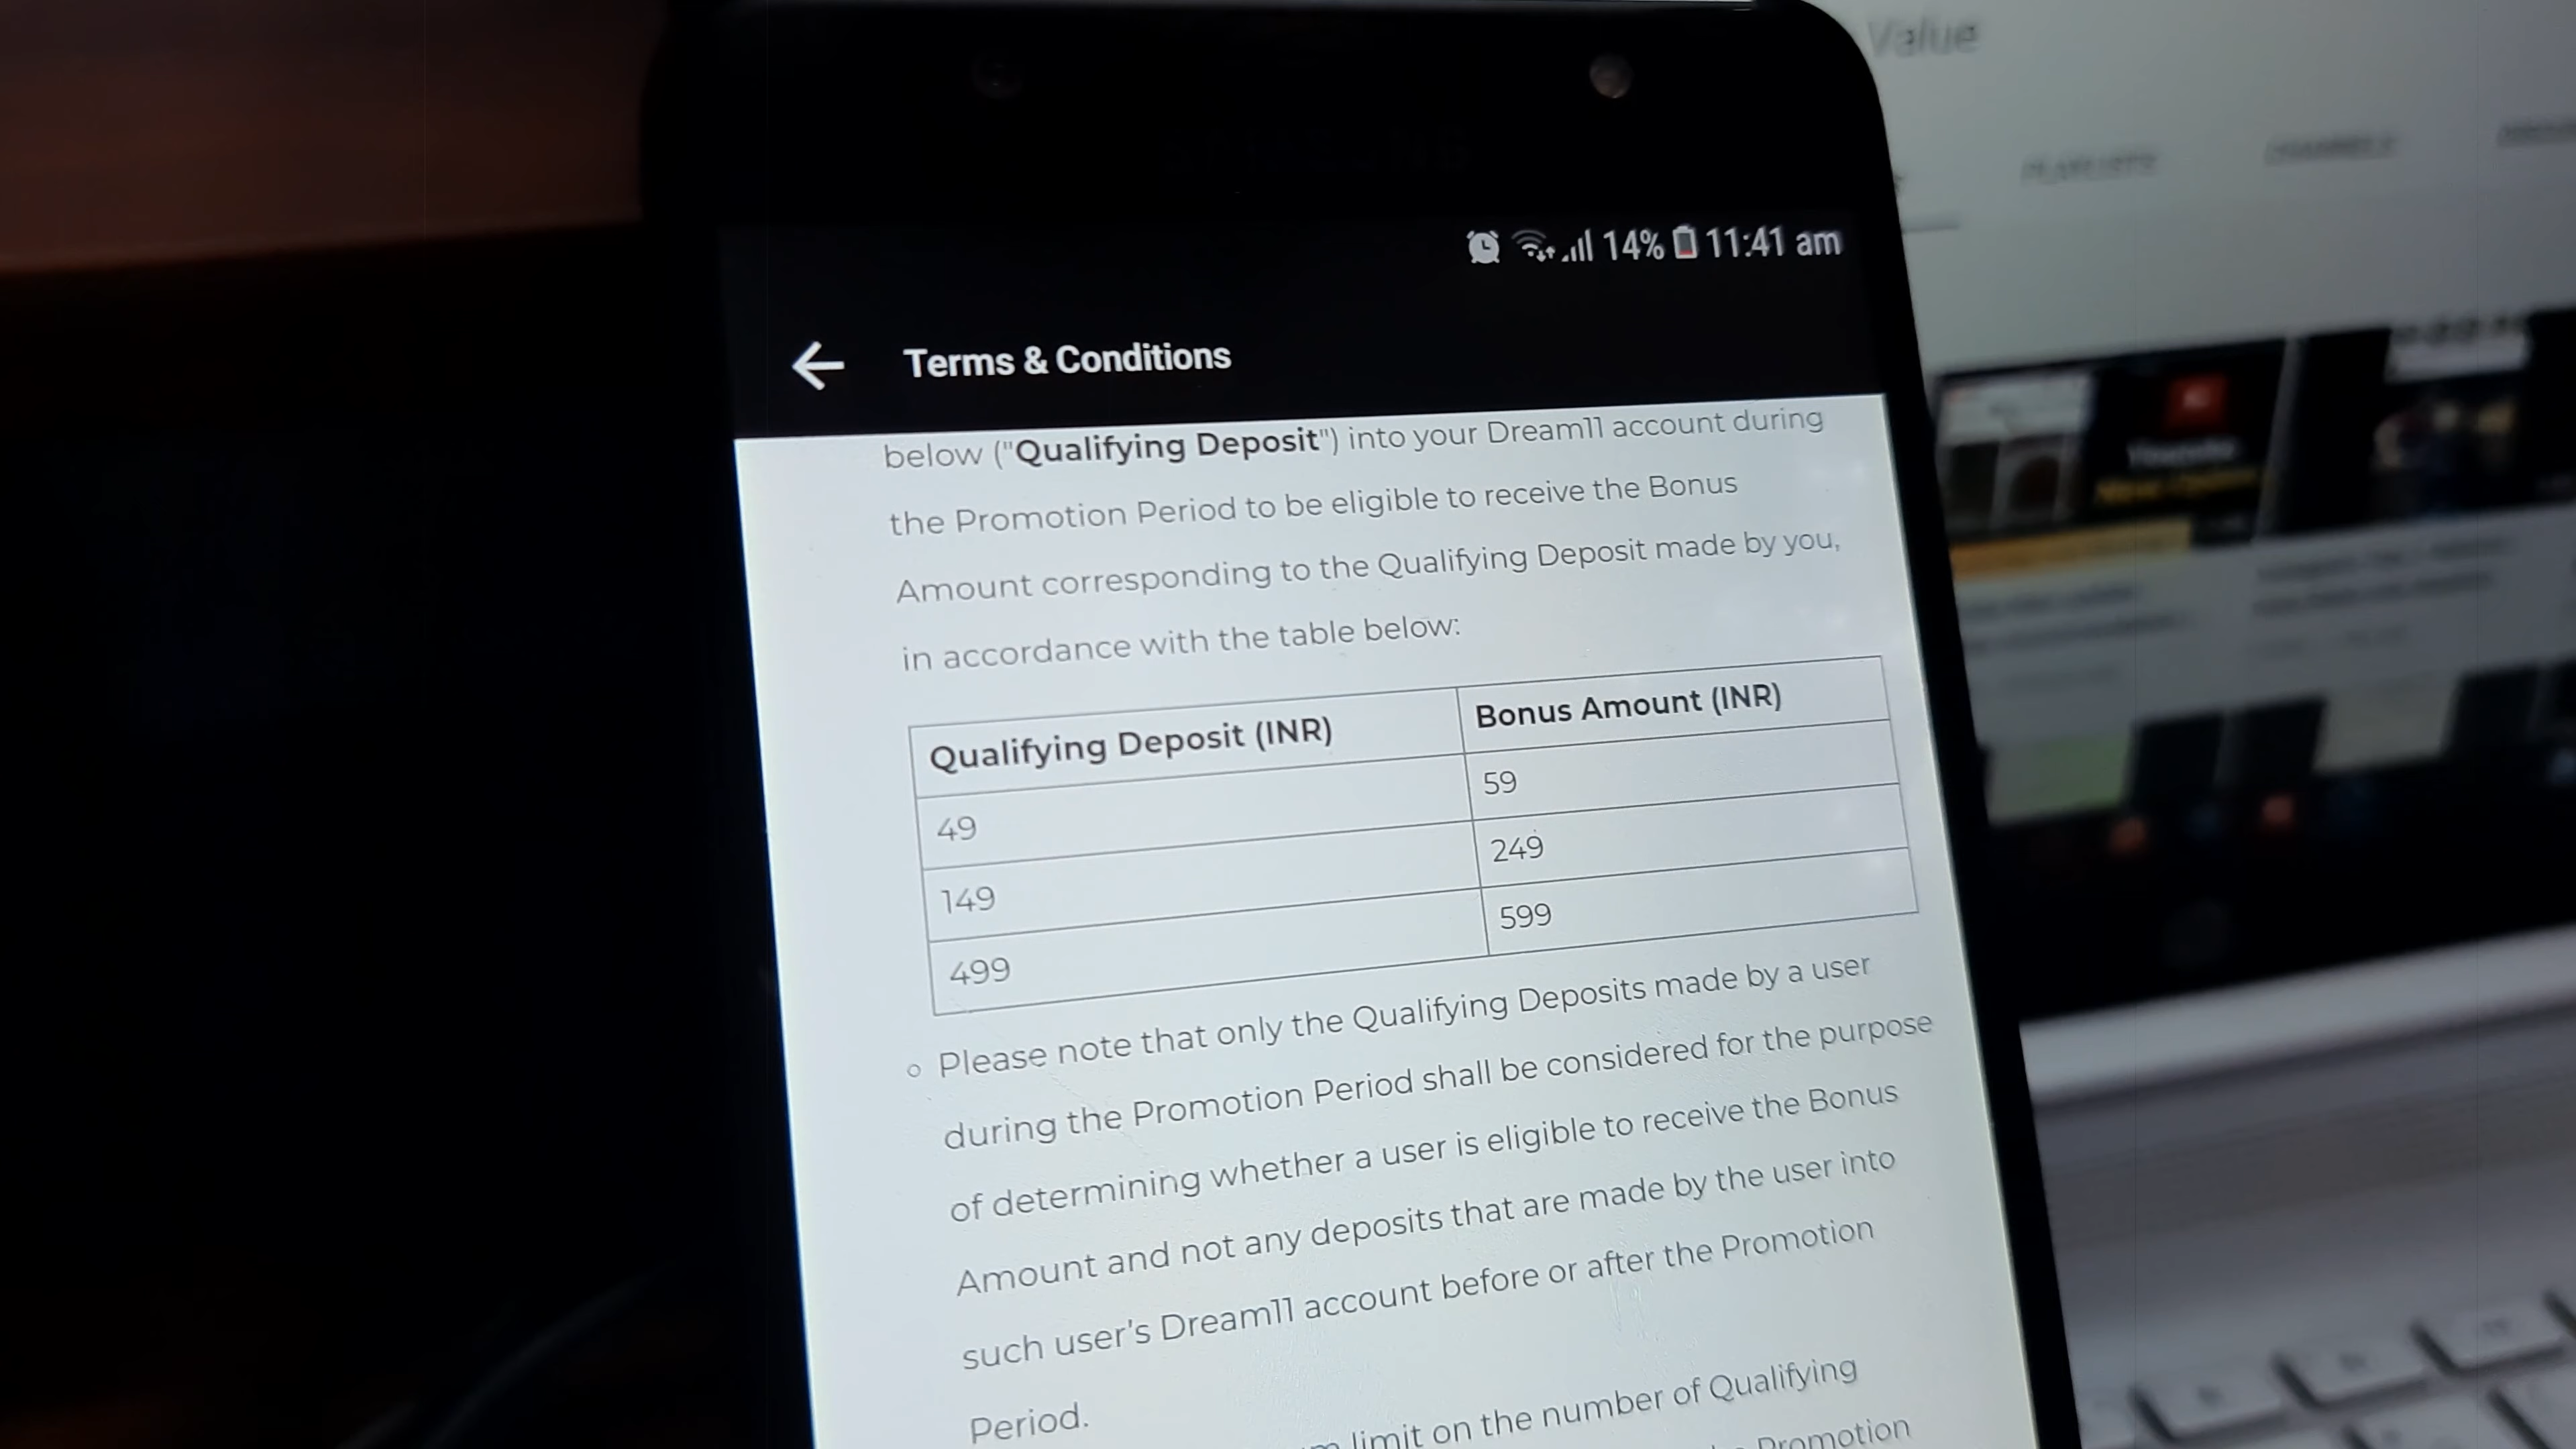 Value
PLAYLISTS
CHANNELS
14% 11:41 am
Terms & Conditions
below ("Qualifying Deposit") into your Dream11 account during
the Promotion Period to be eligible to receive the Bonus
Amount corresponding to the Qualifying Deposit made by you,
in accordance with the table below:
Qualifying Deposit (INR) Bonus Amount (INR)
49 59
149 249
499 599
Please note that only the Qualifying Deposits made by a user
during the Promotion Period shall be considered for the purpose
of determining whether a user is eligible to receive the Bonus
Amount and not any deposits that are made by the user into
such user's Dream11 account before or after the Promotion
Period.
limit on the number of Qualifying
Promotion